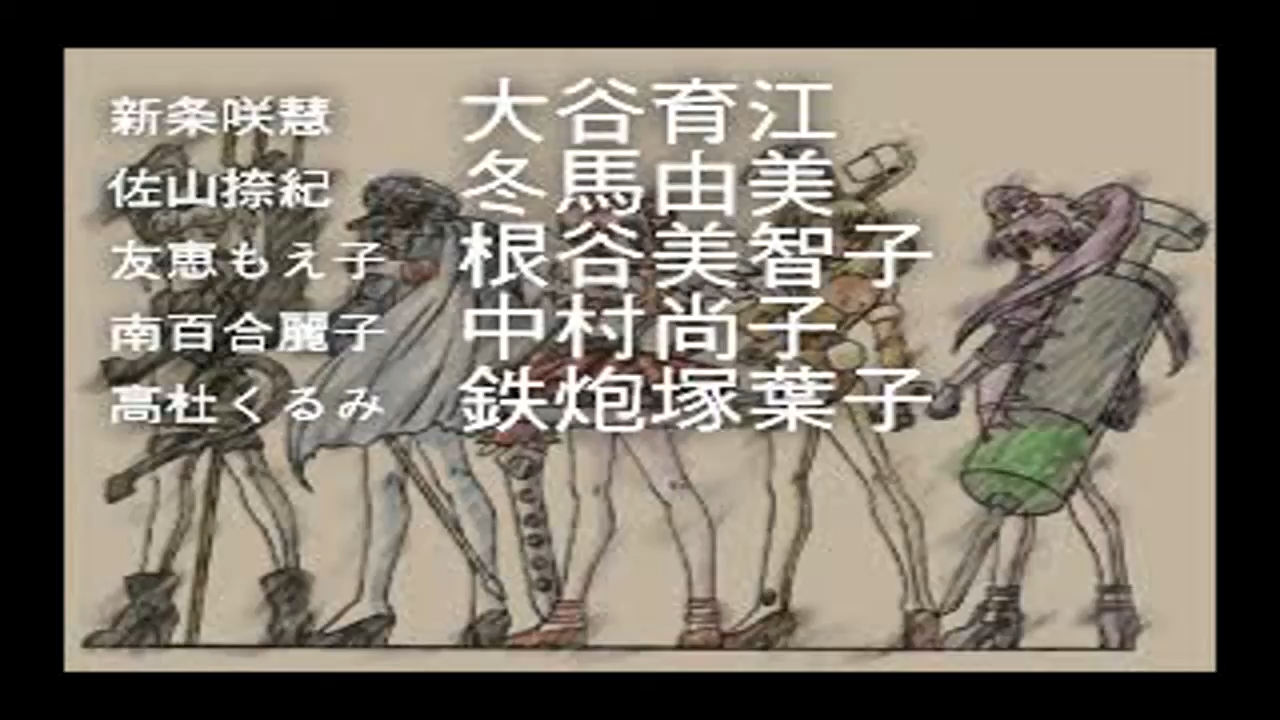 新条咲慧 大谷育江
佐山捺紀 冬馬由美
友恵もえ子 根谷美智子
南百合麗子 中村尚子
高杜くるみ 鉄炮塚葉子